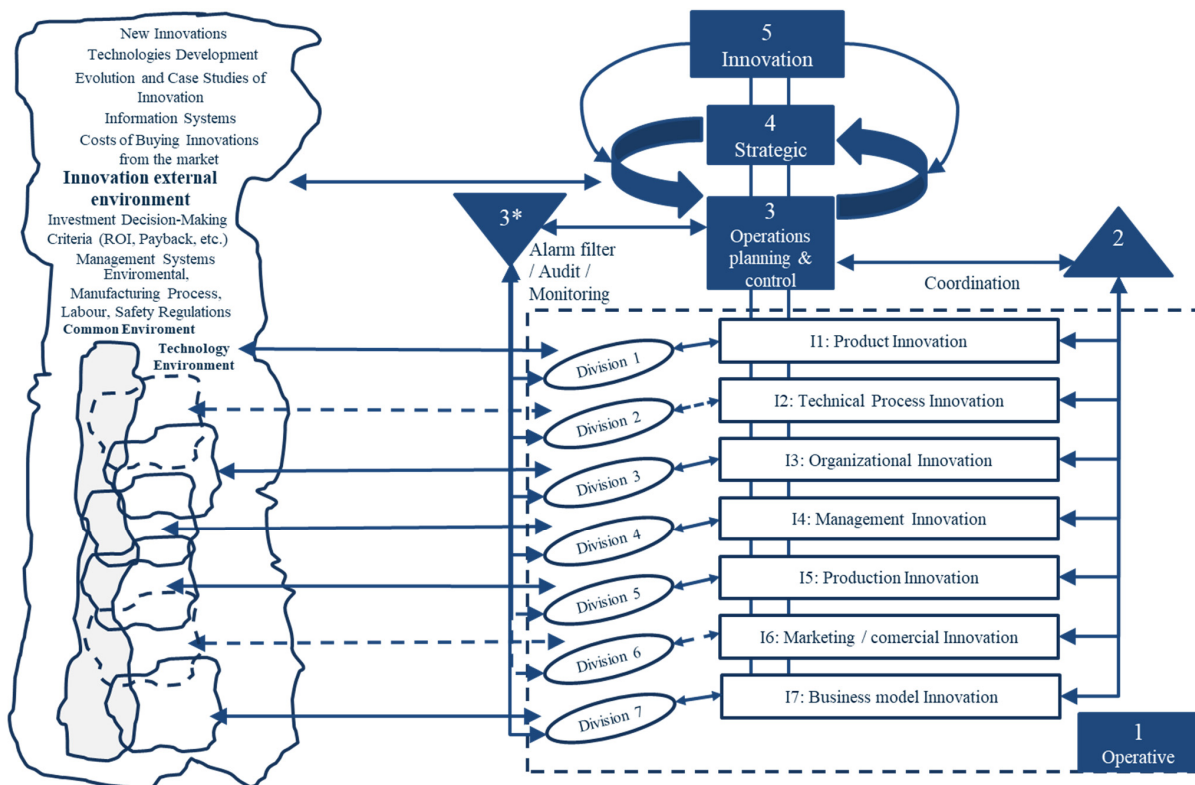 New Innovations
Technologies Development
Evolution and Case Studies of
Innovation
Information Systems
Costs of Buying Innovations
from the market
Innovation external
environment
Investment Decision-Making
Criteria (ROI, Payback, etc.)
Management Systems
Enviromental,
Manufacturing Process,
Labour, Safety Regulations
Common Enviroment
Technology
Environment
5
Innovation
4
Strategic
3
Operations
planning &
control
3*
Alarm filter
/ Audit /
Monitoring
2
Coordination
Division 1
I1: Product Innovation
Division 2
I2: Technical Process Innovation
Division 3
I3: Organizational Innovation
Division 4
I4: Management Innovation
Division 5
I5: Production Innovation
Division 6
I6: Marketing / comercial Innovation
Division 7
I7: Business model Innovation
1
Operative